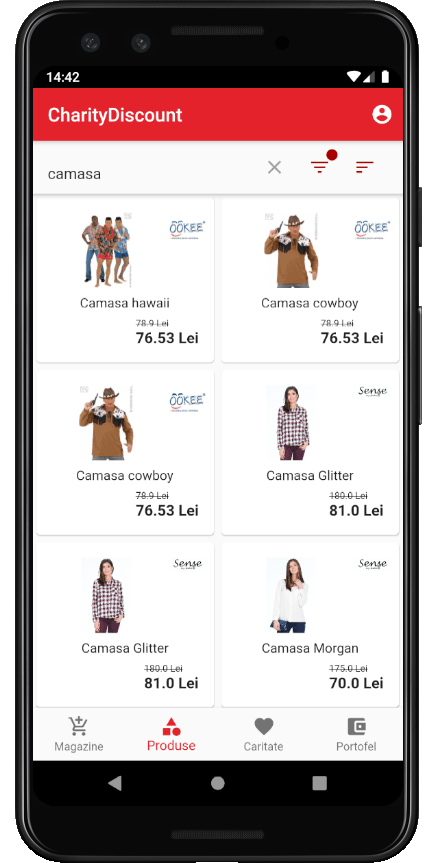 14:42
CharityDiscount
camasa
OOKEE
OOKEE
Camasa hawaii
Camasa cowboy
78.9 Lei
78.9 Lei
76.53 Lei
76.53 Lei
OOKEE
Sense
Camasa cowboy
Camasa Glitter
78.9 Lei
180.0 Lei
76.53 Lei
81.0 Lei
Sense
Sense
Camasa Glitter
Camasa Morgan
180.0 Lei
175.0 Lei
81.0 Lei
70.0 Lei
Magazine
Produse
Caritate
Portofel